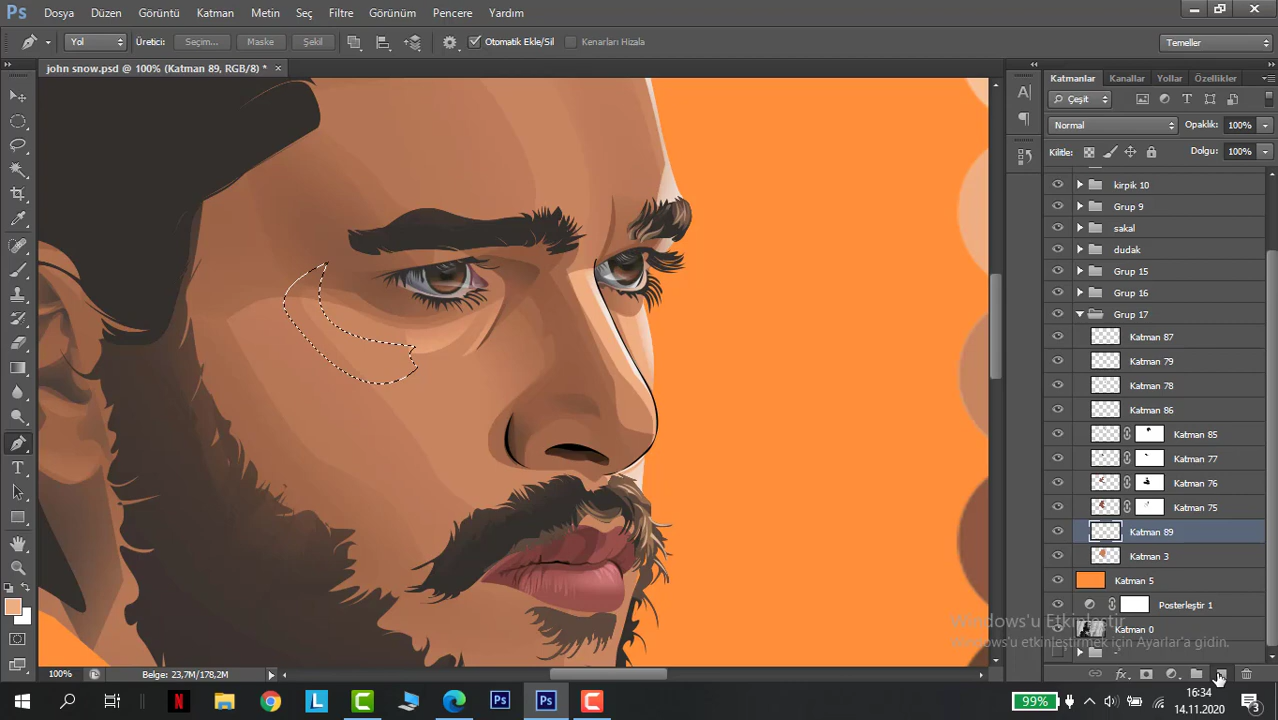 Ps Dosya Düzen Görüntü Katman Metin Seç Filtre Görünüm Pencere Yardım
Yol Üretici: Seçim... Maske Şekil Otomatik Ekle/Sil Kenarları Hizala Temeller
john snow.psd @ 100% (Katman 89, RGB/8) *
Katmanlar Kanallar Yollar Özellikler
Çeşit
Normal Opaklık: 100%
Kilitle: Dolgu: 100%
kirpik 10
Grup 9
sakal
dudak
Grup 15
Grup 16
Grup 17
Katman 87
Katman 79
Katman 78
Katman 86
Katman 85
Katman 77
Katman 76
Katman 75
Katman 89
Katman 3
Katman 5
Posterleştir 1
Katman 0
-
Windows'u Etkinleştir
Windows'u etkinleştirmek için Ayarlar'a gidin.
100% Belge: 23,7M/178,2M
fx
N L C Ps Ps C 99% 16:34
14.11.2020
3